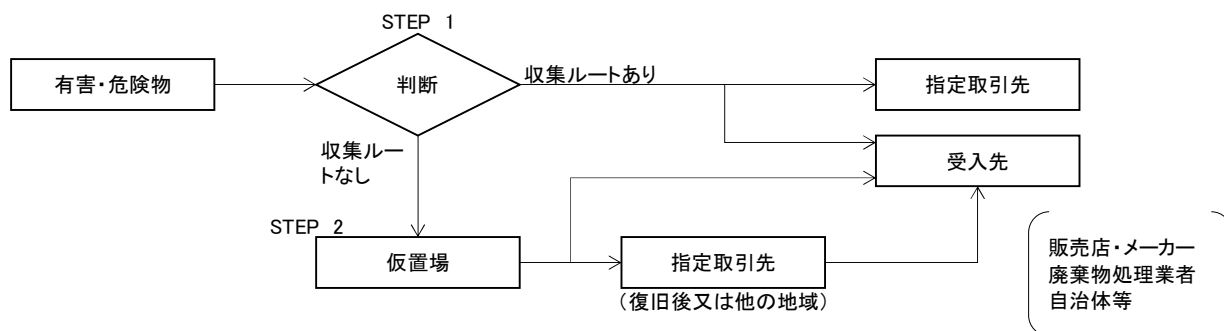 STEP 1
有害・危険物
判断
収集ルートあり
指定取引先
収集ルー
トなし
受入先
STEP 2
仮置場
指定取引先
（復旧後又は他の地域）
販売店・メーカー
廃棄物処理業者
自治体等